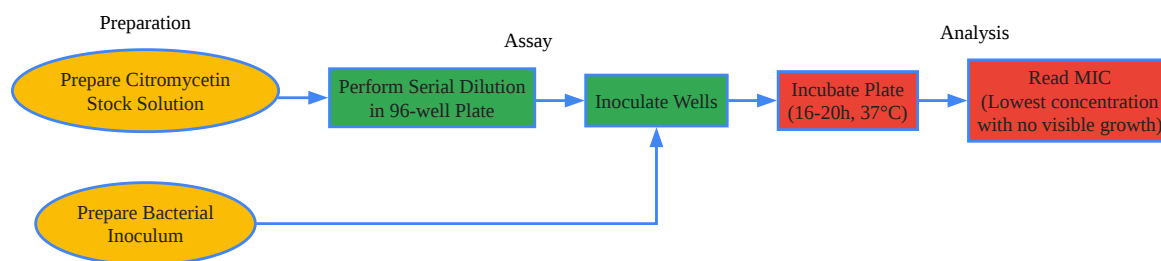 Preparation
Assay
Analysis
Prepare Citromycetin
Stock Solution
Perform Serial Dilution
in 96-well Plate
Inoculate Wells
Incubate Plate
(16-20h, 37°C)
Read MIC
(Lowest concentration
with no visible growth)
Prepare Bacterial
Inoculum